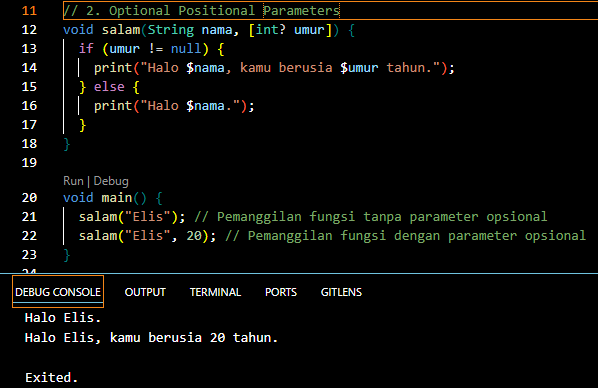 11 // 2. Optional Positional Parameters
12 void salam(String nama, [int? umur]) {
13   if (umur != null) {
14     print("Halo $nama, kamu berusia $umur tahun.");
15   } else {
16     print("Halo $nama.");
17   }
18 }
19
Run | Debug
20 void main() {
21   salam("Elis"); // Pemanggilan fungsi tanpa parameter opsional
22   salam("Elis", 20); // Pemanggilan fungsi dengan parameter opsional
23 }
24
DEBUG CONSOLE OUTPUT TERMINAL PORTS GITLENS
Halo Elis.
Halo Elis, kamu berusia 20 tahun.
Exited.